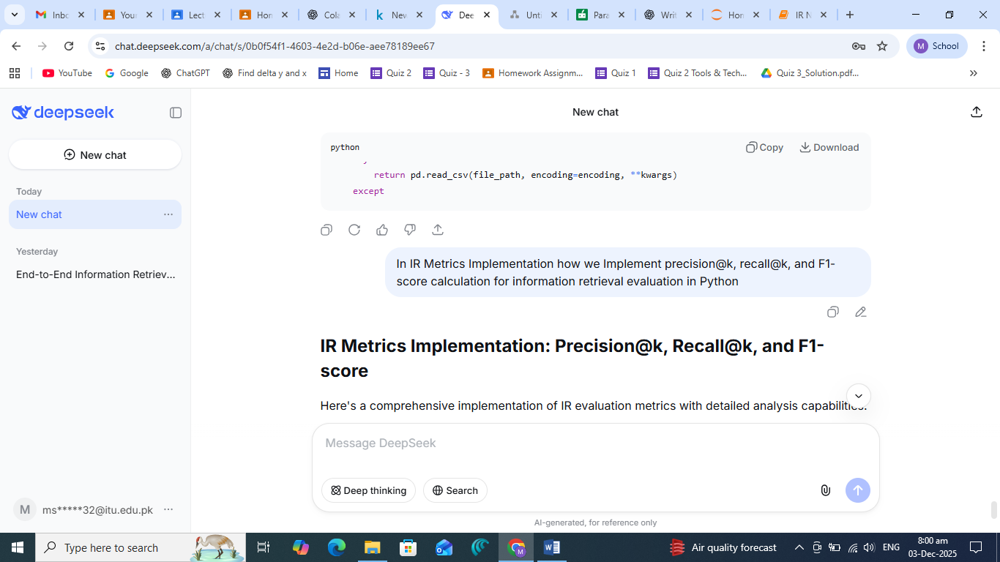 Inbo
You
Lect
Hon
Cola
k New
Dee
Unti
Para
Writ
Hon
IR N
chat.deepseek.com/a/chat/s/0b0f54f1-4603-4e2d-b06e-aee78189ee67
M School
YouTube
Google
ChatGPT
Find delta y and x
Home
Quiz 2
Quiz - 3
Homework Assignm...
Quiz 1
Quiz 2 Tools & Tech...
Quiz 3_Solution.pdf...
deepseek
New chat
New chat
Today
New chat
Yesterday
End-to-End Information Retriev...
python
Copy
Download
return pd.read_csv(file_path, encoding=encoding, **kwargs)
except
In IR Metrics Implementation how we Implement precision@k, recall@k, and F1-
score calculation for information retrieval evaluation in Python
IR Metrics Implementation: Precision@k, Recall@k, and F1-
score
Here's a comprehensive implementation of IR evaluation metrics with detailed analysis capabilities.
Message DeepSeek
Deep thinking
Search
M ms*****32@itu.edu.pk
AI-generated, for reference only
Type here to search
Air quality forecast
ENG
8:00 am
03-Dec-2025